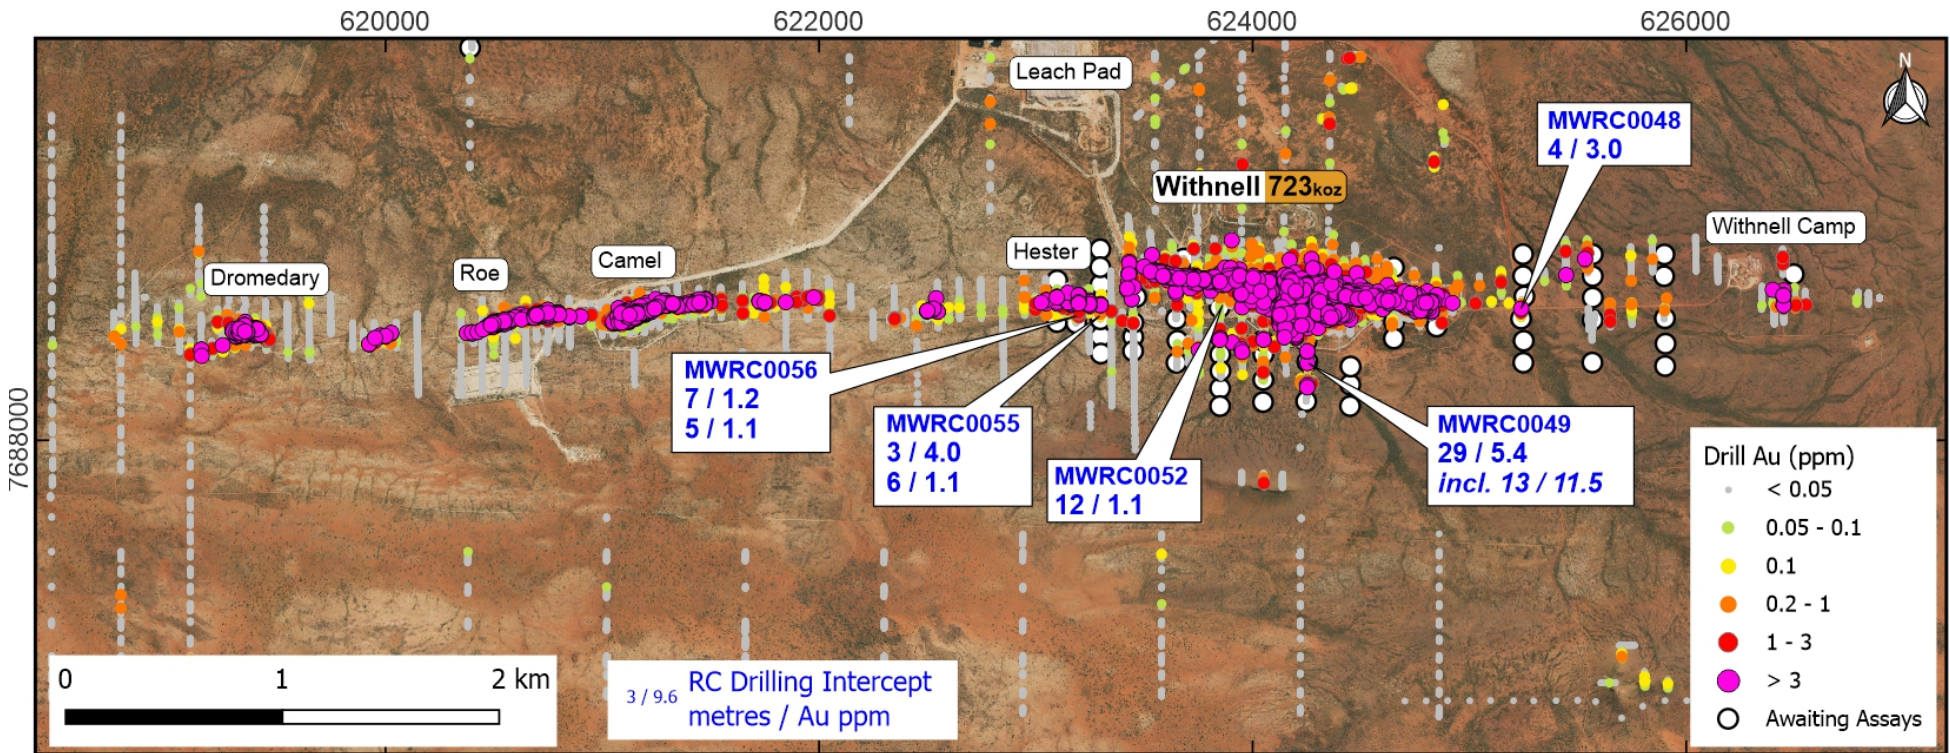 620000
622000
624000
626000
N
Leach Pad
MWRC0048
4 / 3.0
Withnell 723koz
Withnell Camp
Hester
Camel
Roe
Dromedary
MWRC0056
7 / 1.2
5 / 1.1
MWRC0055
3 / 4.0
6 / 1.1
MWRC0052
12 / 1.1
MWRC0049
29 / 5.4
incl. 13 / 11.5
7688000
Drill Au (ppm)
< 0.05
0.05 - 0.1
0.1
0.2 - 1
1 - 3
> 3
Awaiting Assays
0 1 2 km
3 / 9.6 RC Drilling Intercept
metres / Au ppm